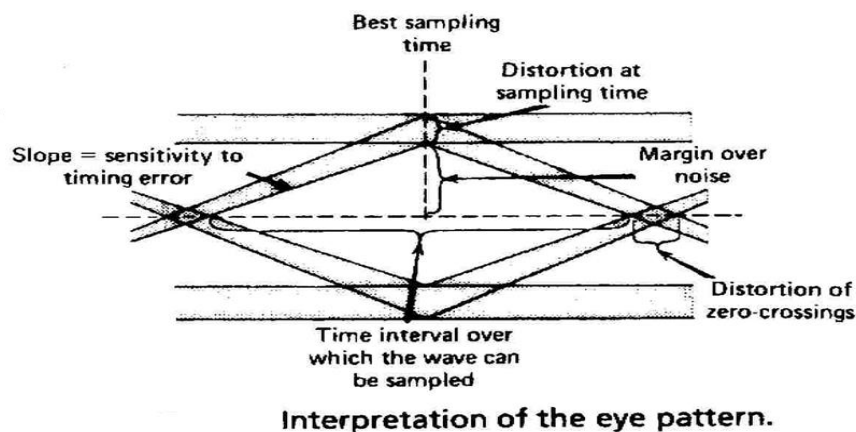 Best sampling
time
Distortion at
sampling time
Slope = sensitivity to
timing error
Margin over
noise
Distortion of
zero-crossings
Time interval over
which the wave can
be sampled
Interpretation of the eye pattern.